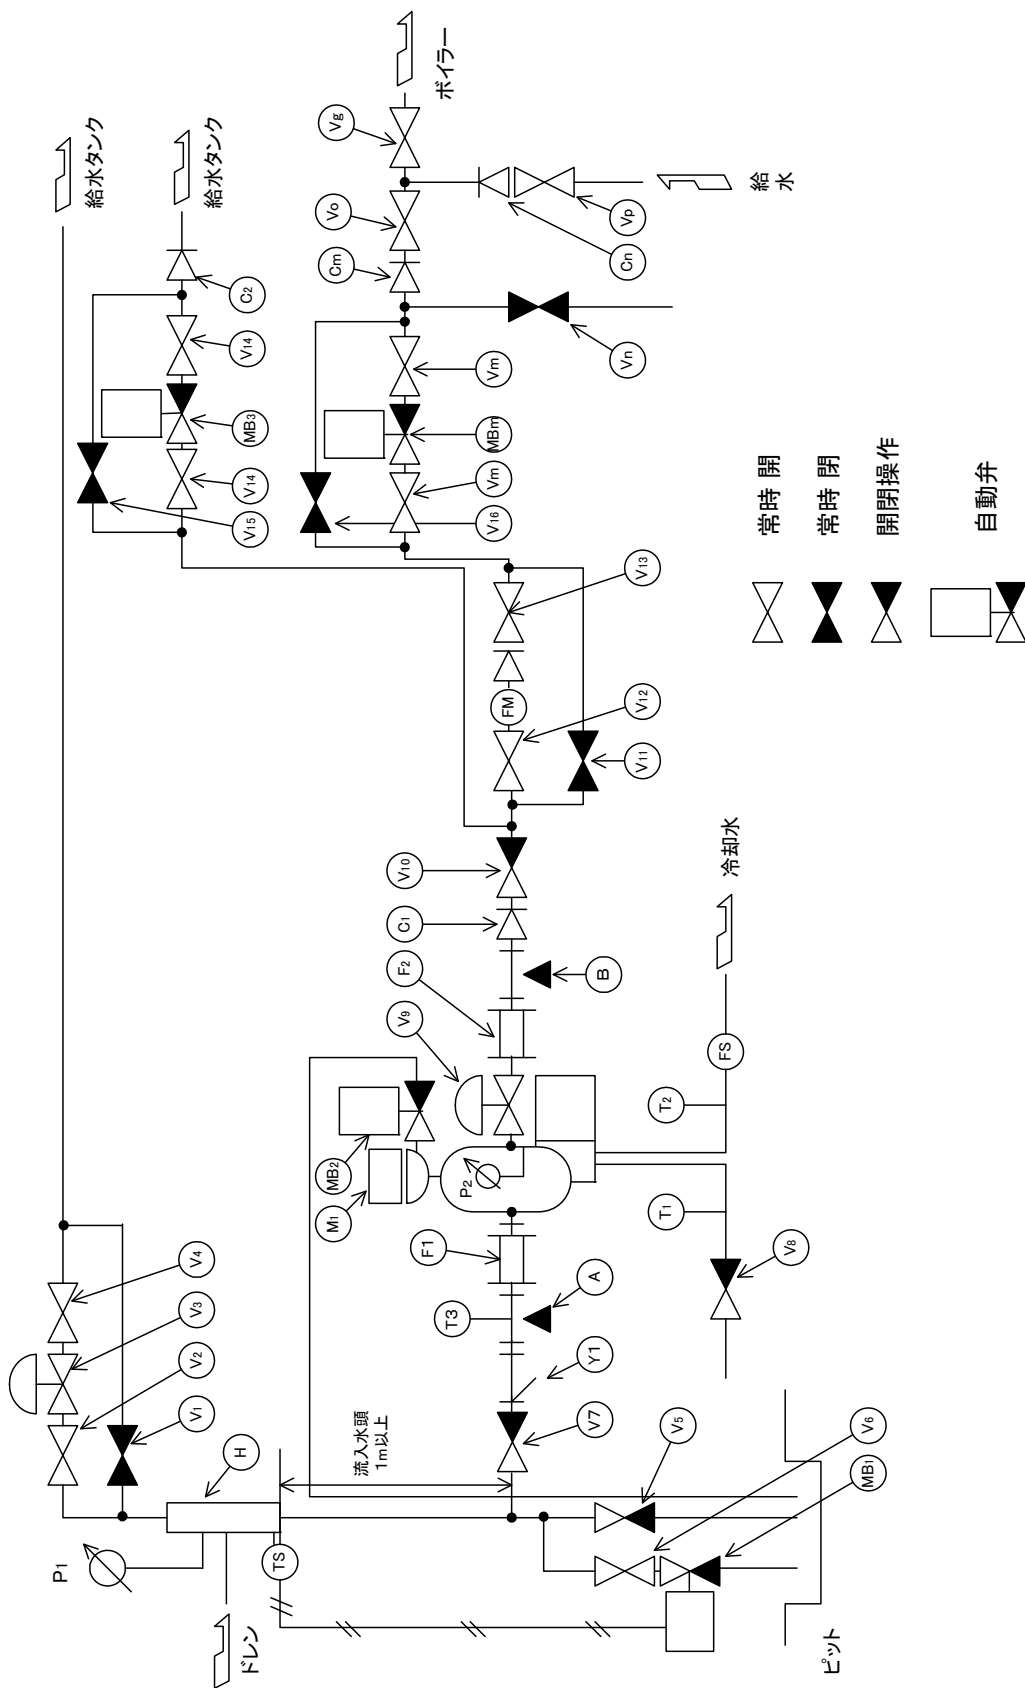 P1
給水タンク
V1
V2
V3
V4
給水タンク
H
ドレン
V15
V14
MB3
V14
C2
TS
M1
MB2
Cm
Vo
Vg
流入水頭
1m以上
V9
F2
C1
V10
F1
ボイラー
T3
P2
V16
Vm
MBm
Vm
FM
V7
Y1
A
B
Vn
Cn
Vp
V11
V12
V13
T1
T2
V5
FS
冷却水
給水
V8
V6
MB1
ピット
常時 開
常時 閉
開閉操作
自動弁